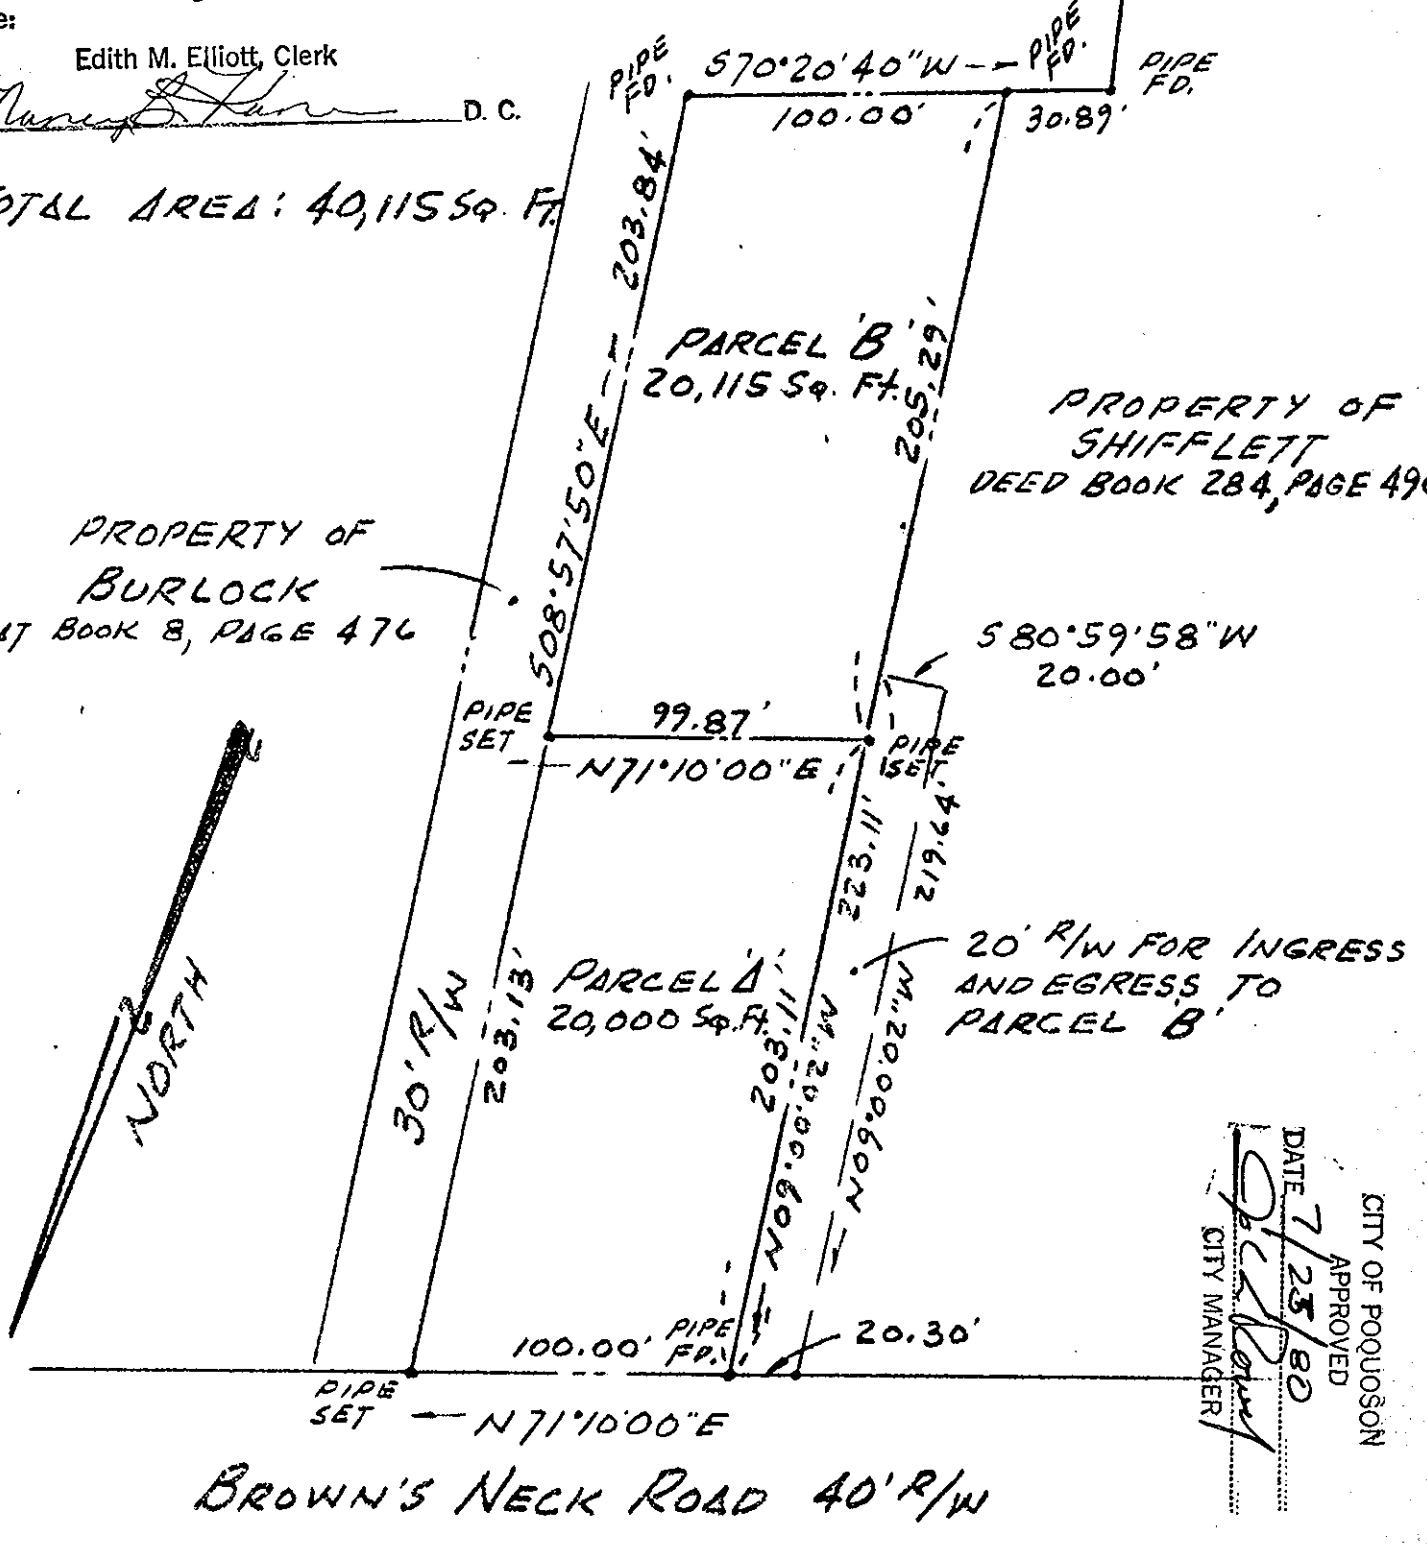 e:
Edith M. Elliott, Clerk
D. C.
TOTAL AREA: 40,115 SQ. FT.
PIPE FD.
S70°20'40"W
100.00'
PIPE FD.
30.89'
PIPE FD.
203.84'
S08°57'50"E
PARCEL 'B'
20,115 SQ. FT.
205.29'
PROPERTY OF
SHIFFLETT
DEED BOOK 284, PAGE 49
PROPERTY OF
BURLOCK
AT BOOK 8, PAGE 476
S80°59'58"W
20.00'
PIPE SET
99.87'
N71°10'00"E
PIPE SET
223.11'
219.64'
NORTH
30' R/W
203.13'
PARCEL 'A'
20,000 SQ. FT.
203.11'
N09°00'02"W
N09°00'02"W
20' R/W FOR INGRESS
AND EGRESS TO
PARCEL 'B'
100.00'
PIPE FD.
20.30'
PIPE SET
N71°10'00"E
BROWN'S NECK ROAD 40' R/W
CITY OF POQUOSON
APPROVED
DATE 7/23/80
CITY MANAGER